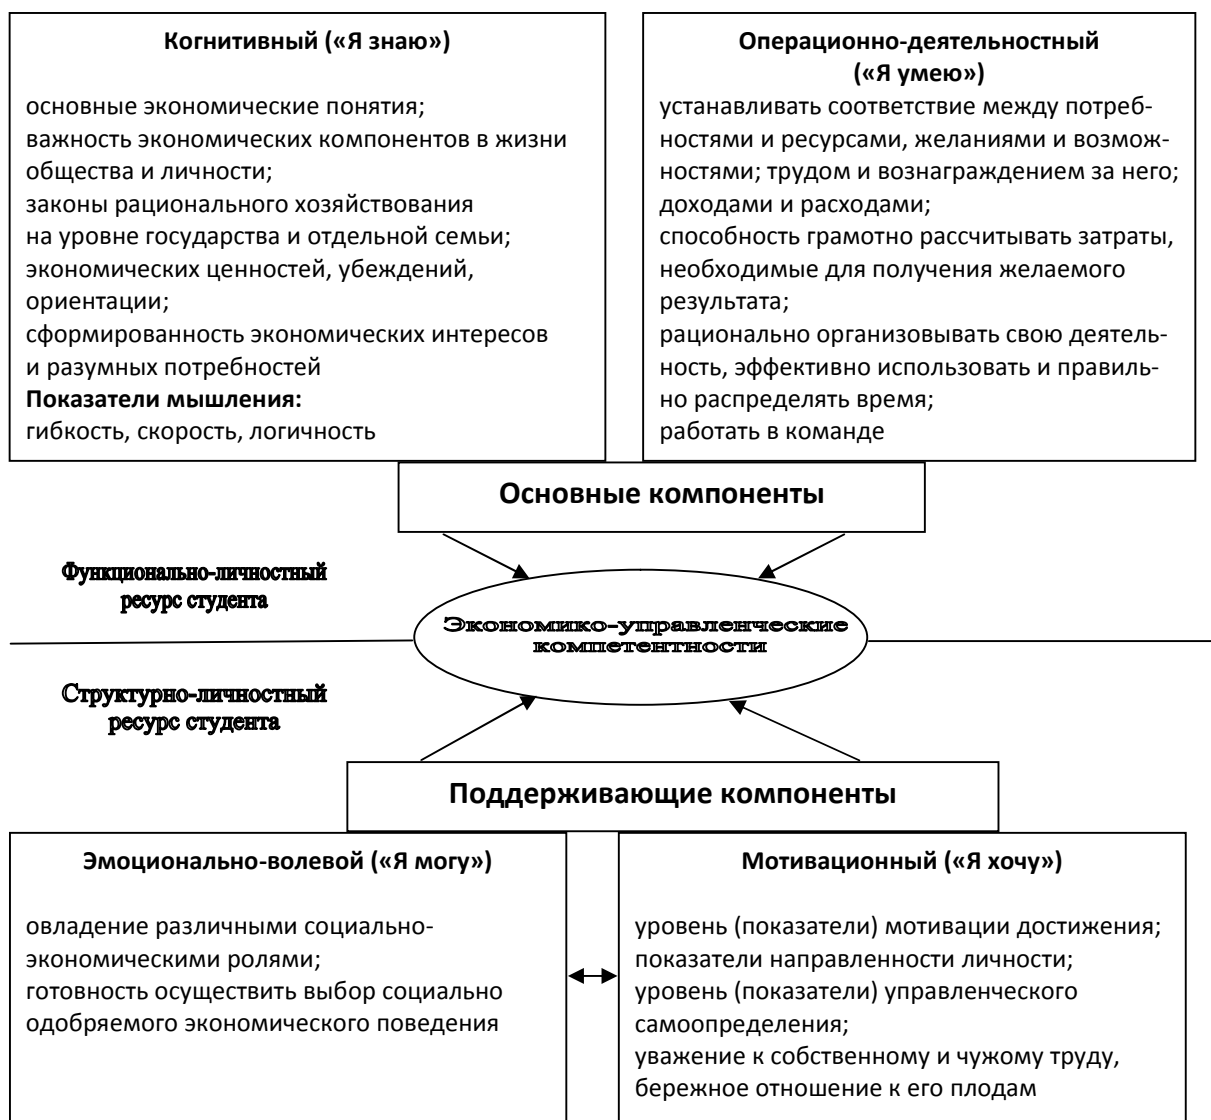 Когнитивный («Я знаю»)
основные экономические понятия;
важность экономических компонентов в жизни
общества и личности;
законы рационального хозяйствования
на уровне государства и отдельной семьи;
экономических ценностей, убеждений,
ориентации;
сформированность экономических интересов
и разумных потребностей
Показатели мышления:
гибкость, скорость, логичность
Операционно-деятельностный
(«Я умею»)
устанавливать соответствие между потреб-
ностями и ресурсами, желаниями и возмож-
ностями; трудом и вознаграждением за него;
доходами и расходами;
способность грамотно рассчитывать затраты,
необходимые для получения желаемого
результата;
рационально организовывать свою деятель-
ность, эффективно использовать и правиль-
но распределять время;
работать в команде
Основные компоненты
Функционально-личностный
ресурс студента
Экономико-управленческие
компетентности
Структурно-личностный
ресурс студента
Поддерживающие компоненты
Эмоционально-волевой («Я могу»)
овладение различными социально-
экономическими ролями;
готовность осуществить выбор социально
одобряемого экономического поведения
Мотивационный («Я хочу»)
уровень (показатели) мотивации достижения;
показатели направленности личности;
уровень (показатели) управленческого
самоопределения;
уважение к собственному и чужому труду,
бережное отношение к его плодам